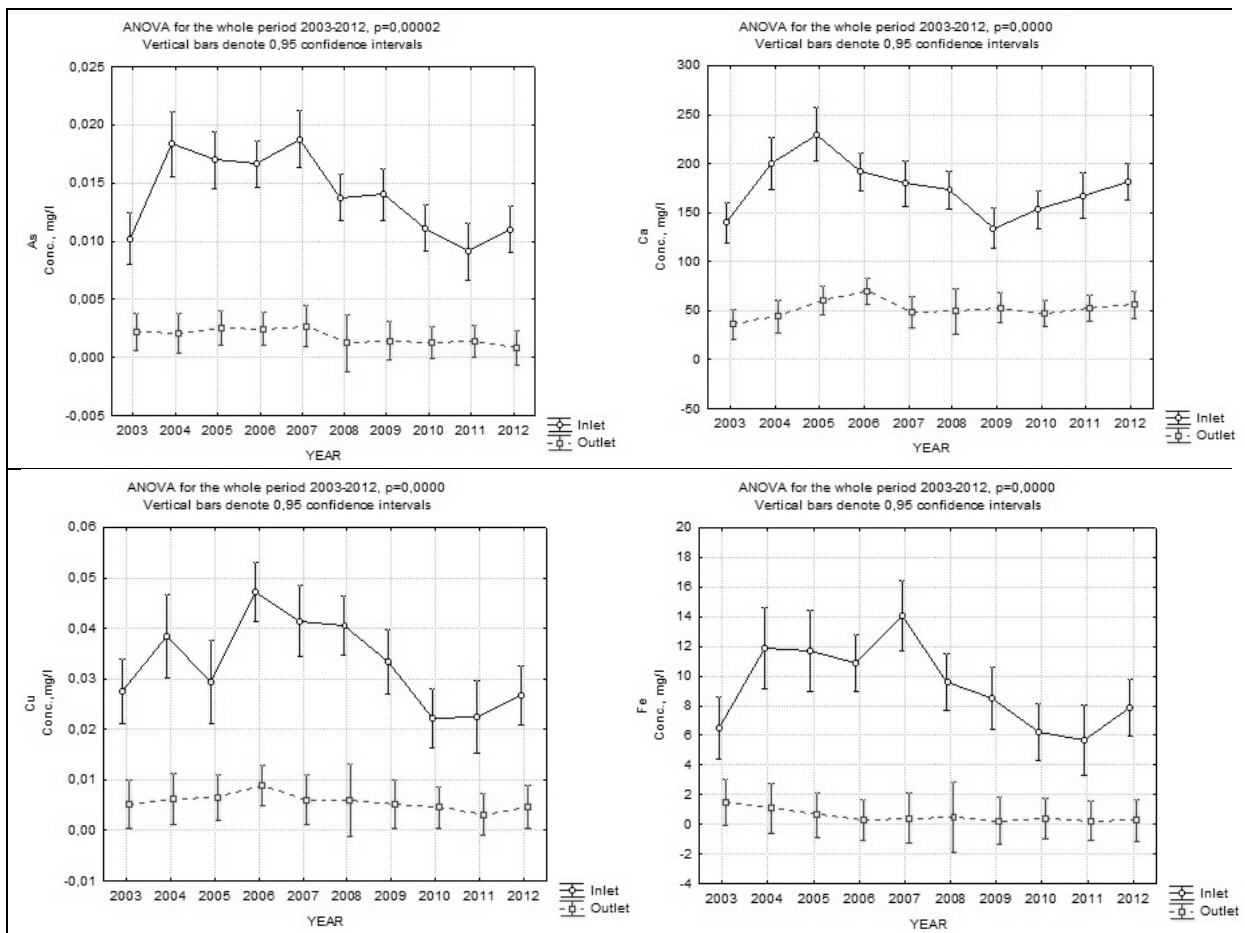 ANOVA for the whole period 2003-2012, p=0,00002
Vertical bars denote 0,95 confidence intervals
0,025
0,020
0,015
0,010
0,005
0,000
-0,005
As
Conc., mg/l
2003 2004 2005 2006 2007 2008 2009 2010 2011 2012
YEAR
Inlet
Outlet
ANOVA for the whole period 2003-2012, p=0,0000
Vertical bars denote 0,95 confidence intervals
300
250
200
150
100
50
0
-50
Ca
Conc., mg/l
2003 2004 2005 2006 2007 2008 2009 2010 2011 2012
YEAR
Inlet
Outlet
ANOVA for the whole period 2003-2012, p=0,0000
Vertical bars denote 0,95 confidence intervals
0,06
0,05
0,04
0,03
0,02
0,01
0,00
-0,01
Cu
Conc., mg/l
2003 2004 2005 2006 2007 2008 2009 2010 2011 2012
YEAR
Inlet
Outlet
ANOVA for the whole period 2003-2012, p=0,0000
Vertical bars denote 0,95 confidence intervals
20
18
16
14
12
10
8
6
4
2
0
-2
-4
Fe
Conc., mg/l
2003 2004 2005 2006 2007 2008 2009 2010 2011 2012
YEAR
Inlet
Outlet